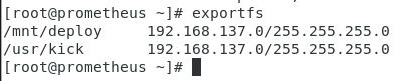 [root@prometheus ~]# exportfs
/mnt/deploy     192.168.137.0/255.255.255.0
/usr/kick       192.168.137.0/255.255.255.0
[root@prometheus ~]#